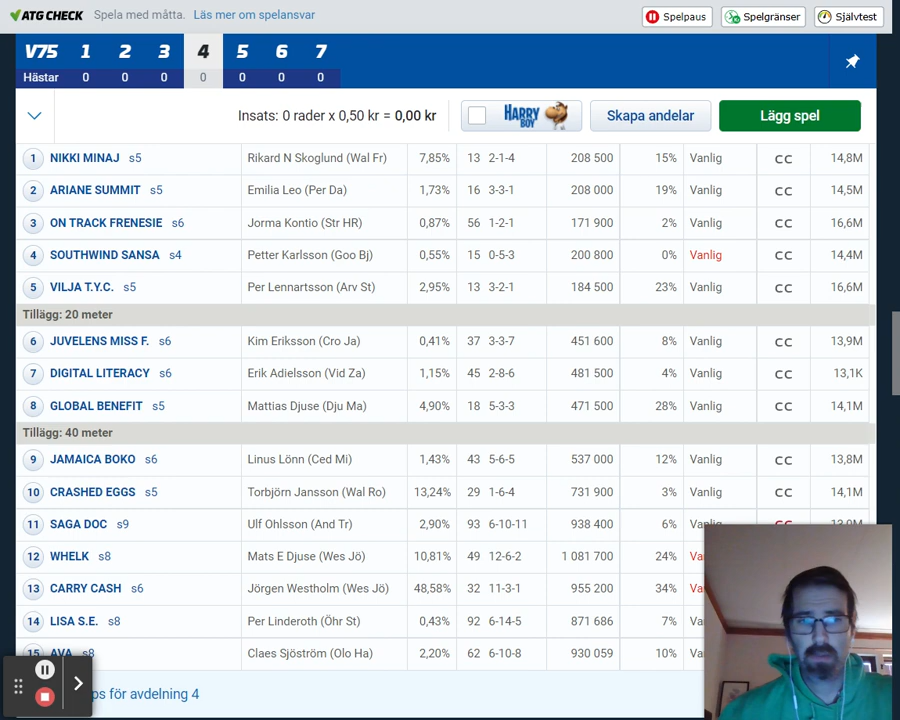 ATG CHECK Spela med måtta. Läs mer om spelansvar Spelpaus Spelgränser Självtest
V75 1 2 3 4 5 6 7
Hästar 0 0 0 0 0 0 0
Insats: 0 rader x 0,50 kr = 0,00 kr HARRY BOY Skapa andelar Lägg spel
1 NIKKI MINAJ s5 Rikard N Skoglund (Wal Fr) 7,85% 13 2-1-4 208 500 15% Vanlig CC 14,8M
2 ARIANE SUMMIT s5 Emilia Leo (Per Da) 1,73% 16 3-3-1 208 000 19% Vanlig CC 14,5M
3 ON TRACK FRENESIE s6 Jorma Kontio (Str HR) 0,87% 56 1-2-1 171 900 2% Vanlig CC 16,6M
4 SOUTHWIND SANSA s4 Petter Karlsson (Goo Bj) 0,55% 15 0-5-3 200 800 0% Vanlig CC 14,4M
5 VILJA T.Y.C. s5 Per Lennartsson (Arv St) 2,95% 13 3-2-1 184 500 23% Vanlig CC 16,6M
Tillägg: 20 meter
6 JUVELENS MISS F. s6 Kim Eriksson (Cro Ja) 0,41% 37 3-3-7 451 600 8% Vanlig CC 13,9M
7 DIGITAL LITERACY s6 Erik Adielsson (Vid Za) 1,15% 45 2-8-6 481 500 4% Vanlig CC 13,1K
8 GLOBAL BENEFIT s5 Mattias Djuse (Dju Ma) 4,90% 18 5-3-3 471 500 28% Vanlig CC 14,1M
Tillägg: 40 meter
9 JAMAICA BOKO s6 Linus Lönn (Ced Mi) 1,43% 43 5-6-5 537 000 12% Vanlig CC 13,8M
10 CRASHED EGGS s5 Torbjörn Jansson (Wal Ro) 13,24% 29 1-6-4 731 900 3% Vanlig CC 14,1M
11 SAGA DOC s9 Ulf Ohlsson (And Tr) 2,90% 93 6-10-11 938 400 6% Vanlig CC 13,9M
12 WHELK s8 Mats E Djuse (Wes Jö) 10,81% 49 12-6-2 1 081 700 24% Va
13 CARRY CASH s6 Jörgen Westholm (Wes Jö) 48,58% 32 11-3-1 955 200 34% Va
14 LISA S.E. s8 Per Linderoth (Öhr St) 0,43% 92 6-14-5 871 686 7% Va
15 AVA s8 Claes Sjöström (Olo Ha) 2,20% 62 6-10-8 930 059 10% Va
ps för avdelning 4